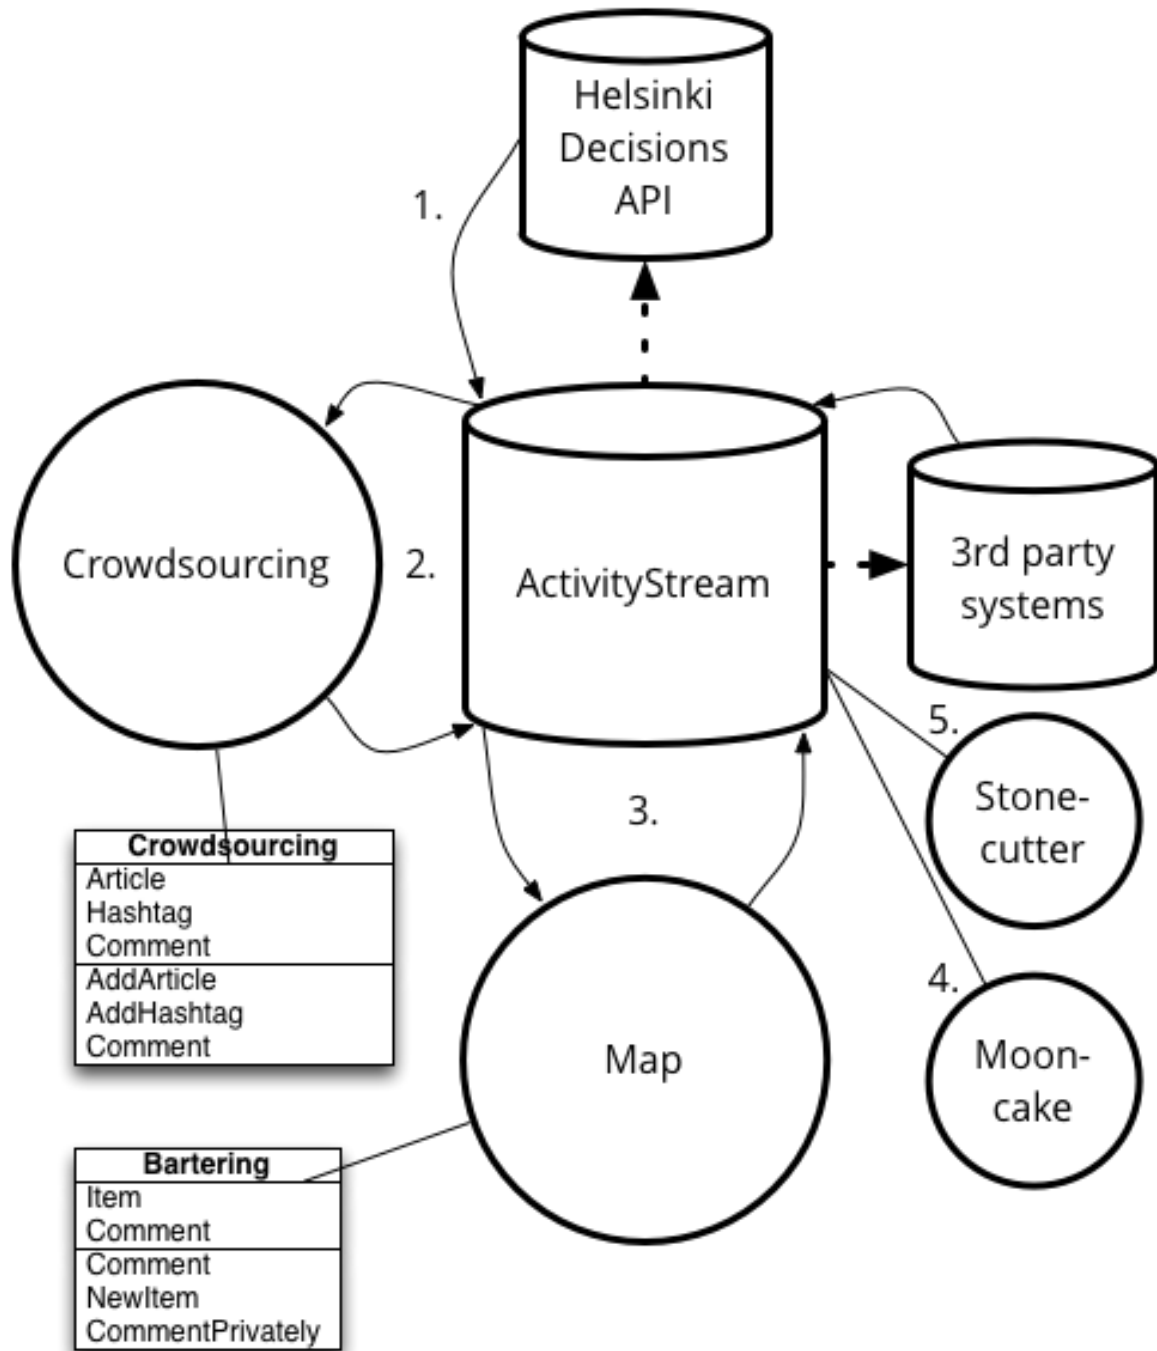 Helsinki
Decisions
API
1.
Crowdsourcing
2.
ActivityStream
3rd party
systems
5.
Stone-
cutter
3.
4.
Moon-
cake
Map
Crowdsourcing
Article
Hashtag
Comment
AddArticle
AddHashtag
Comment
Bartering
Item
Comment
Comment
NewItem
CommentPrivately